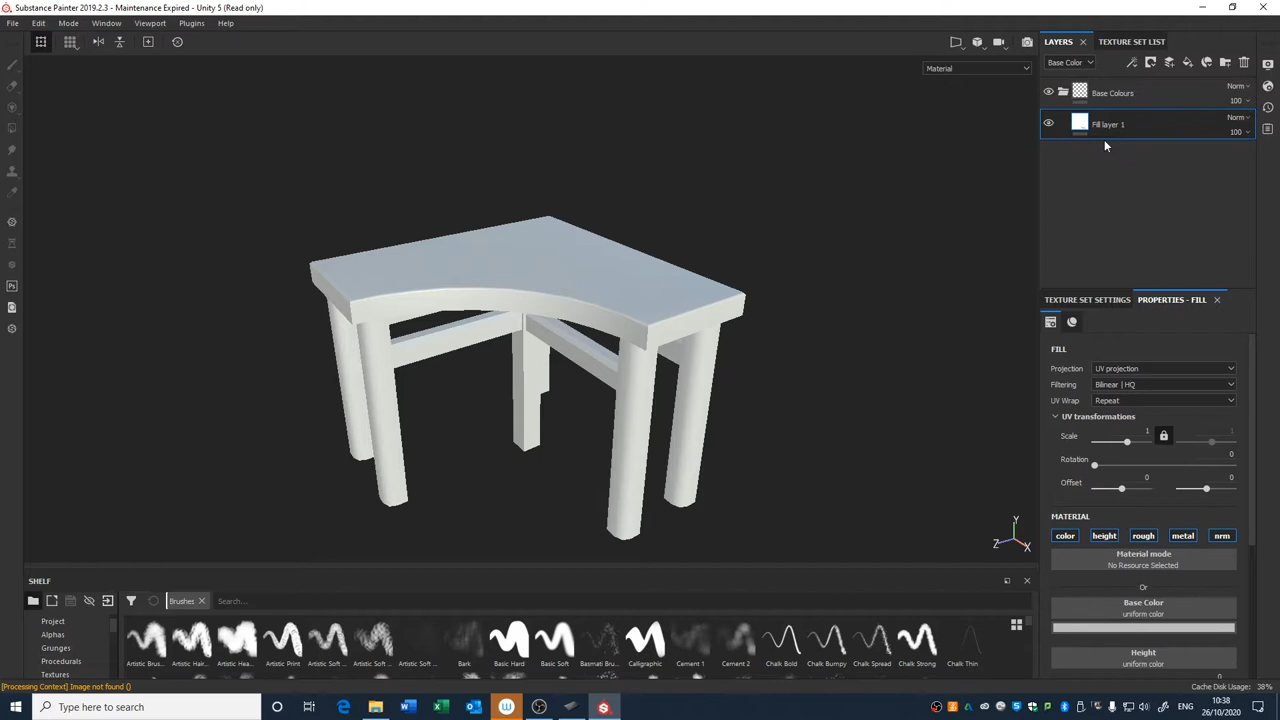 Substance Painter 2019.2.3 - Maintenance Expired - Unity 5 (Read only)
File Edit Mode Window Viewport Plugins Help
Material
LAYERS TEXTURE SET LIST
Base Color
Base Colours Norm 100
Fill layer 1 Norm 100
TEXTURE SET SETTINGS PROPERTIES - FILL
FILL
Projection UV projection
Filtering Bilinear | HQ
UV Wrap Repeat
UV transformations
Scale 1 1
Rotation 0
Offset 0 0
MATERIAL
color height rough metal nrm
Material mode
No Resource Selected
Or
Base Color
uniform color
Height
uniform color
0
Y
Z X
SHELF
Brushes Search...
Project
Alphas
Grunges
Procedurals
Textures
Artistic Brus... Artistic Hair... Artistic Hea... Artistic Print Artistic Soft ... Artistic Soft ... Artistic Soft ... Bark Basic Hard Basic Soft Basmati Bru... Calligraphic Cement 1 Cement 2 Chalk Bold Chalk Bumpy Chalk Spread Chalk Strong Chalk Thin
[Processing Context] Image not found ()
Cache Disk Usage: 38%
Type here to search
ENG
10:38
26/10/2020